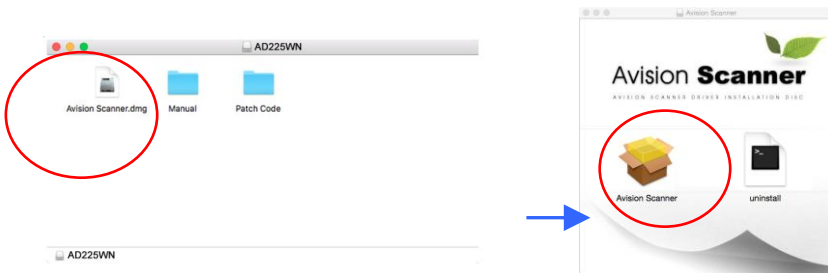 AD225WN
Avision Scanner.dmg
Manual
Patch Code
AD225WN
Avision Scanner
Avision Scanner
AVISION SCANNER DRIVER INSTALLATION DISC
Avision Scanner
uninstall